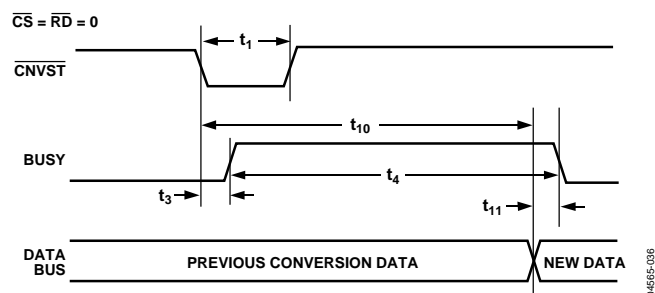 CS = RD = 0
t1
CNVST
t10
BUSY
t4
t3
t11
DATA
BUS
PREVIOUS CONVERSION DATA
NEW DATA
04565-036